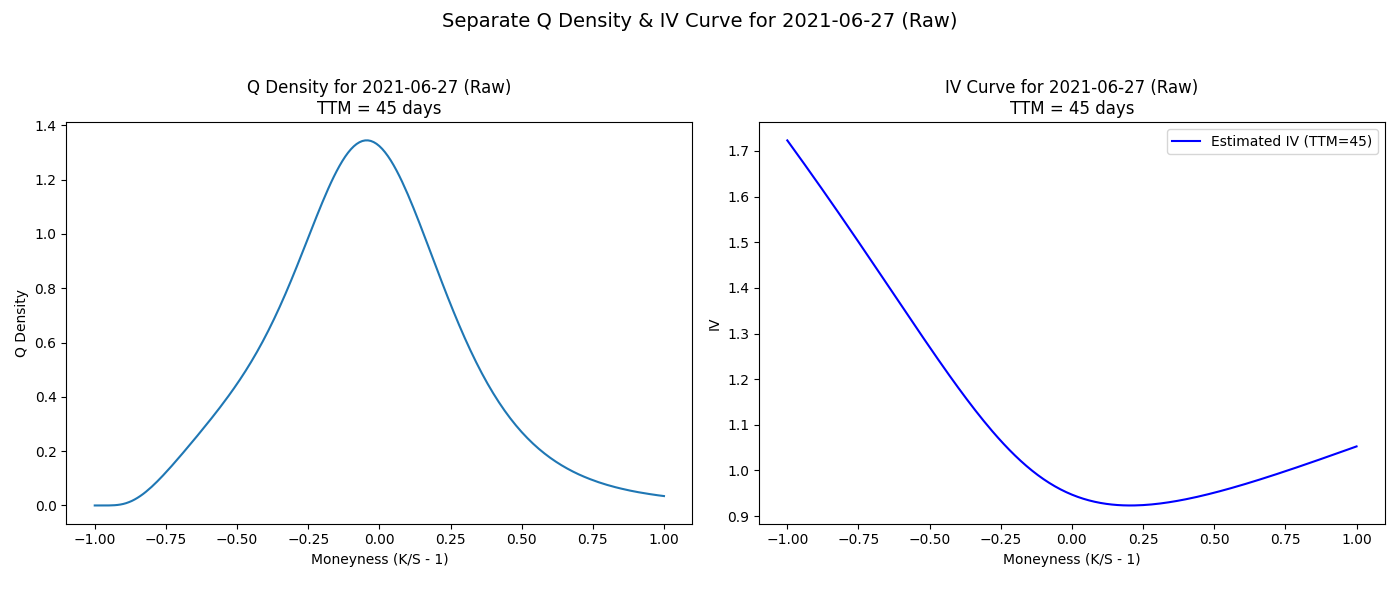 Separate Q Density & IV Curve for 2021-06-27 (Raw)
Q Density for 2021-06-27 (Raw)
TTM = 45 days
1.4
1.2
1.0
0.8
0.6
0.4
0.2
0.0
Q Density
−1.00 −0.75 −0.50 −0.25 0.00 0.25 0.50 0.75 1.00
Moneyness (K/S - 1)
IV Curve for 2021-06-27 (Raw)
TTM = 45 days
Estimated IV (TTM=45)
1.7
1.6
1.5
1.4
1.3
1.2
1.1
1.0
0.9
IV
−1.00 −0.75 −0.50 −0.25 0.00 0.25 0.50 0.75 1.00
Moneyness (K/S - 1)